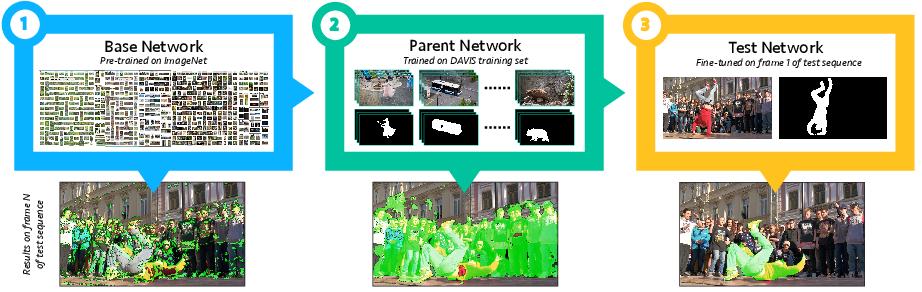 1
Base Network
Pre-trained on ImageNet
2
Parent Network
Trained on DAVIS training set
3
Test Network
Fine-tuned on frame 1 of test sequence
Results on frame N
of test sequence